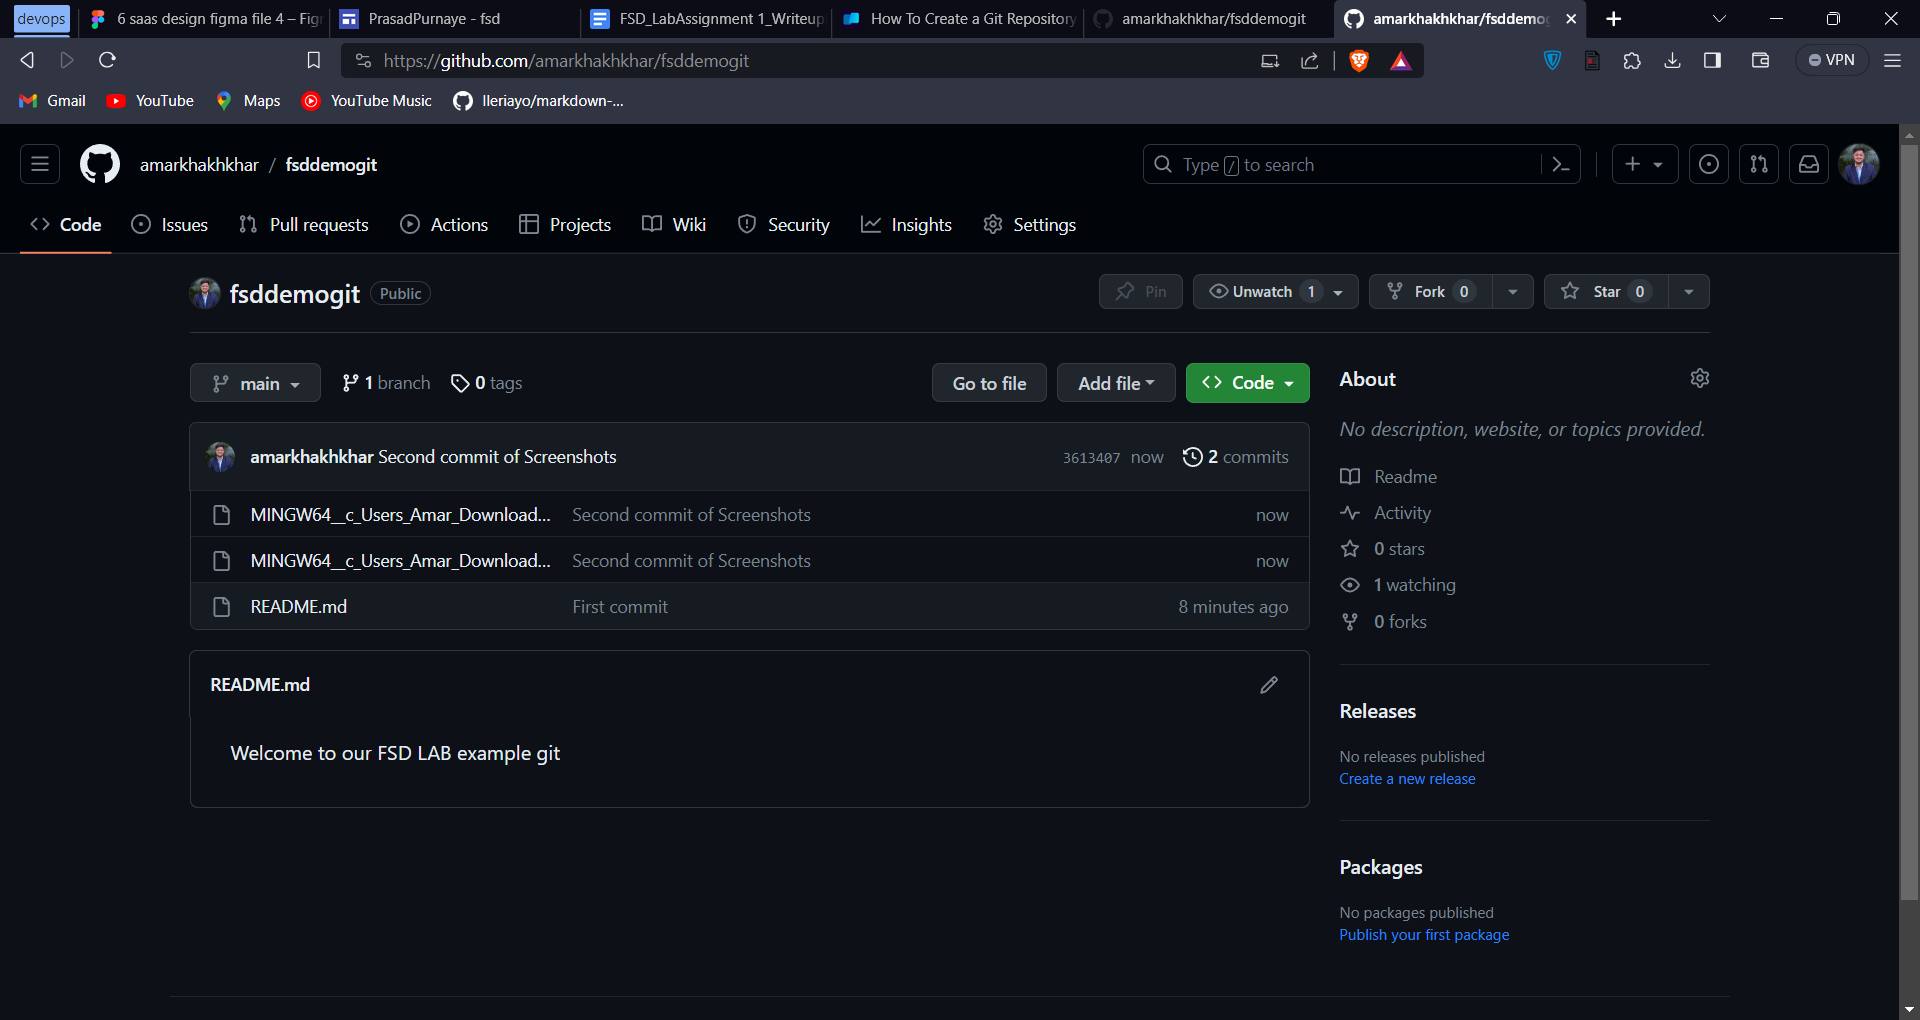 devops
6 saas design figma file 4 – Fig
PrasadPurnaye - fsd
FSD_LabAssignment 1_Writeup
How To Create a Git Repository
amarkhakhkhar/fsddemogit
amarkhakhkhar/fsddemog
https://github.com/amarkhakhkhar/fsddemogit
VPN
Gmail
YouTube
Maps
YouTube Music
lleriayo/markdown-...
amarkhakhkhar / fsddemogit
Type / to search
Code
Issues
Pull requests
Actions
Projects
Wiki
Security
Insights
Settings
fsddemogit
Public
Pin
Unwatch 1
Fork 0
Star 0
main
1 branch
0 tags
Go to file
Add file
Code
amarkhakhkhar Second commit of Screenshots
3613407 now
2 commits
MINGW64__c_Users_Amar_Download... Second commit of Screenshots now
MINGW64__c_Users_Amar_Download... Second commit of Screenshots now
README.md First commit 8 minutes ago
README.md
Welcome to our FSD LAB example git
About
No description, website, or topics provided.
Readme
Activity
0 stars
1 watching
0 forks
Releases
No releases published
Create a new release
Packages
No packages published
Publish your first package